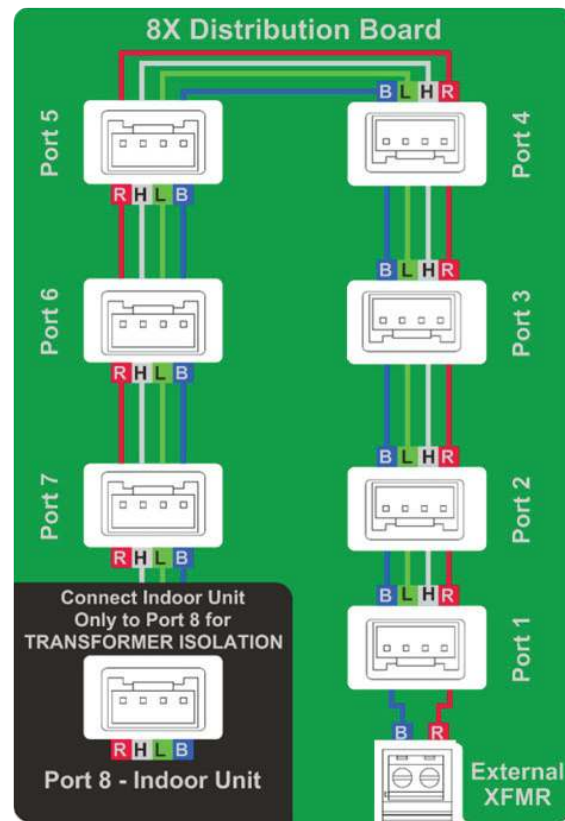 8X Distribution Board
Port 5
R H L B
Port 6
R H L B
Port 7
R H L B
Connect Indoor Unit
Only to Port 8 for
TRANSFORMER ISOLATION
R H L B
Port 8 - Indoor Unit
B L H R
Port 4
B L H R
Port 3
B L H R
Port 2
B L H R
Port 1
B R
External
XFMR